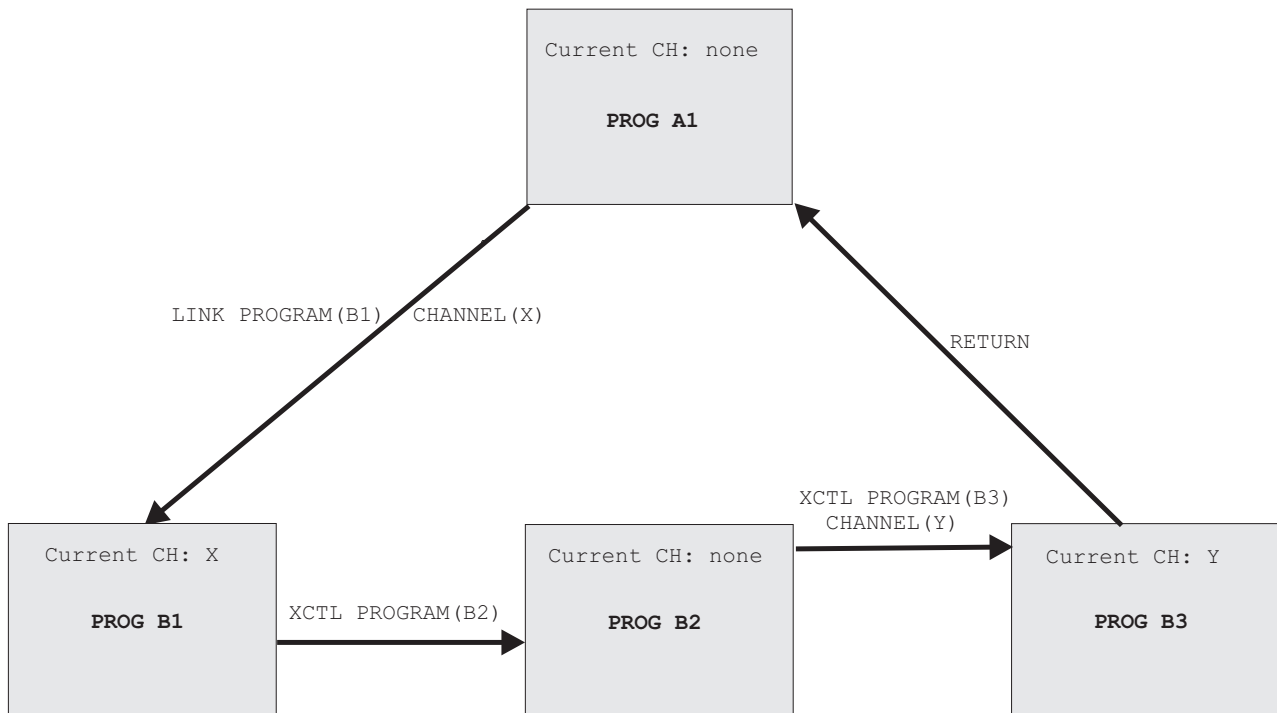 Current CH: none
PROG A1
LINK PROGRAM(B1) CHANNEL(X)
RETURN
XCTL PROGRAM(B3)
CHANNEL(Y)
Current CH: X
PROG B1
XCTL PROGRAM(B2)
Current CH: none
PROG B2
Current CH: Y
PROG B3